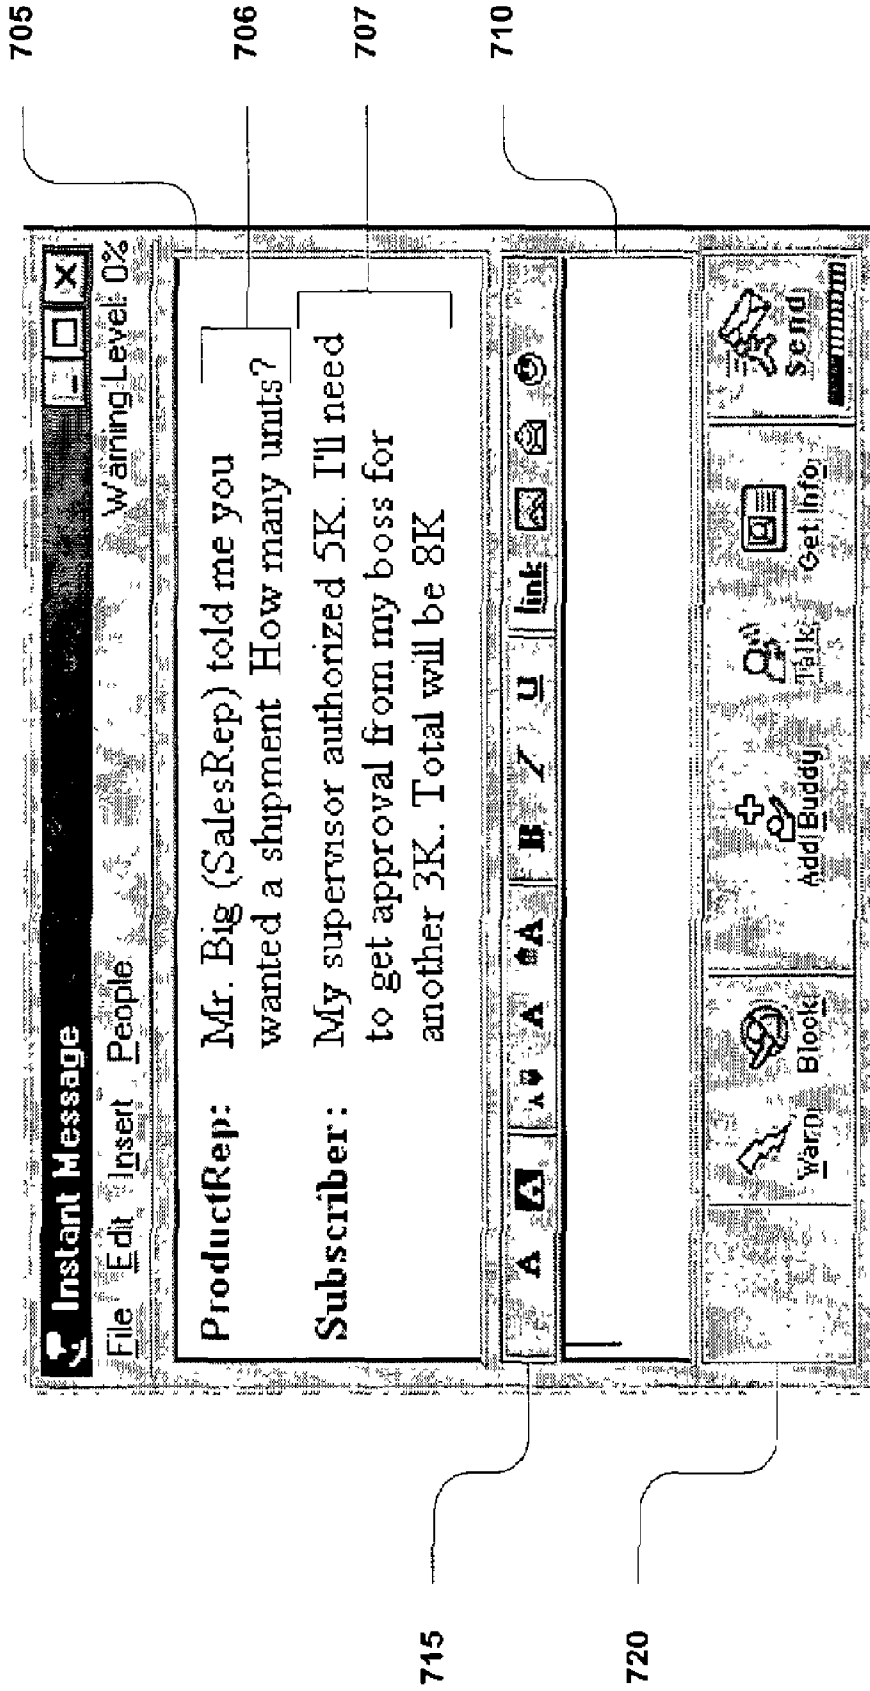 705
706
707
710
Instant Message
File Edit Insert People
Warning Level: 0%
ProductRep: Mr. Big (SalesRep) told me you
wanted a shipment How many units?
Subscriber: My supervisor authorized 5K. I'll need
to get approval from my boss for
another 3K. Total will be 8K
A A A A A A B I U link
Warn Block Add Buddy Talk Get Info Send
715
720